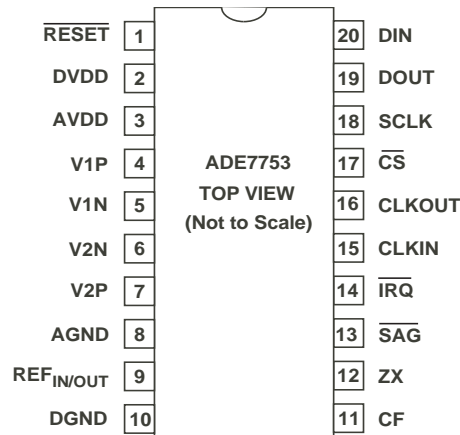 RESET 1
DVDD 2
AVDD 3
V1P 4
V1N 5
V2N 6
V2P 7
AGND 8
REFIN/OUT 9
DGND 10
ADE7753
TOP VIEW
(Not to Scale)
20 DIN
19 DOUT
18 SCLK
17 CS
16 CLKOUT
15 CLKIN
14 IRQ
13 SAG
12 ZX
11 CF